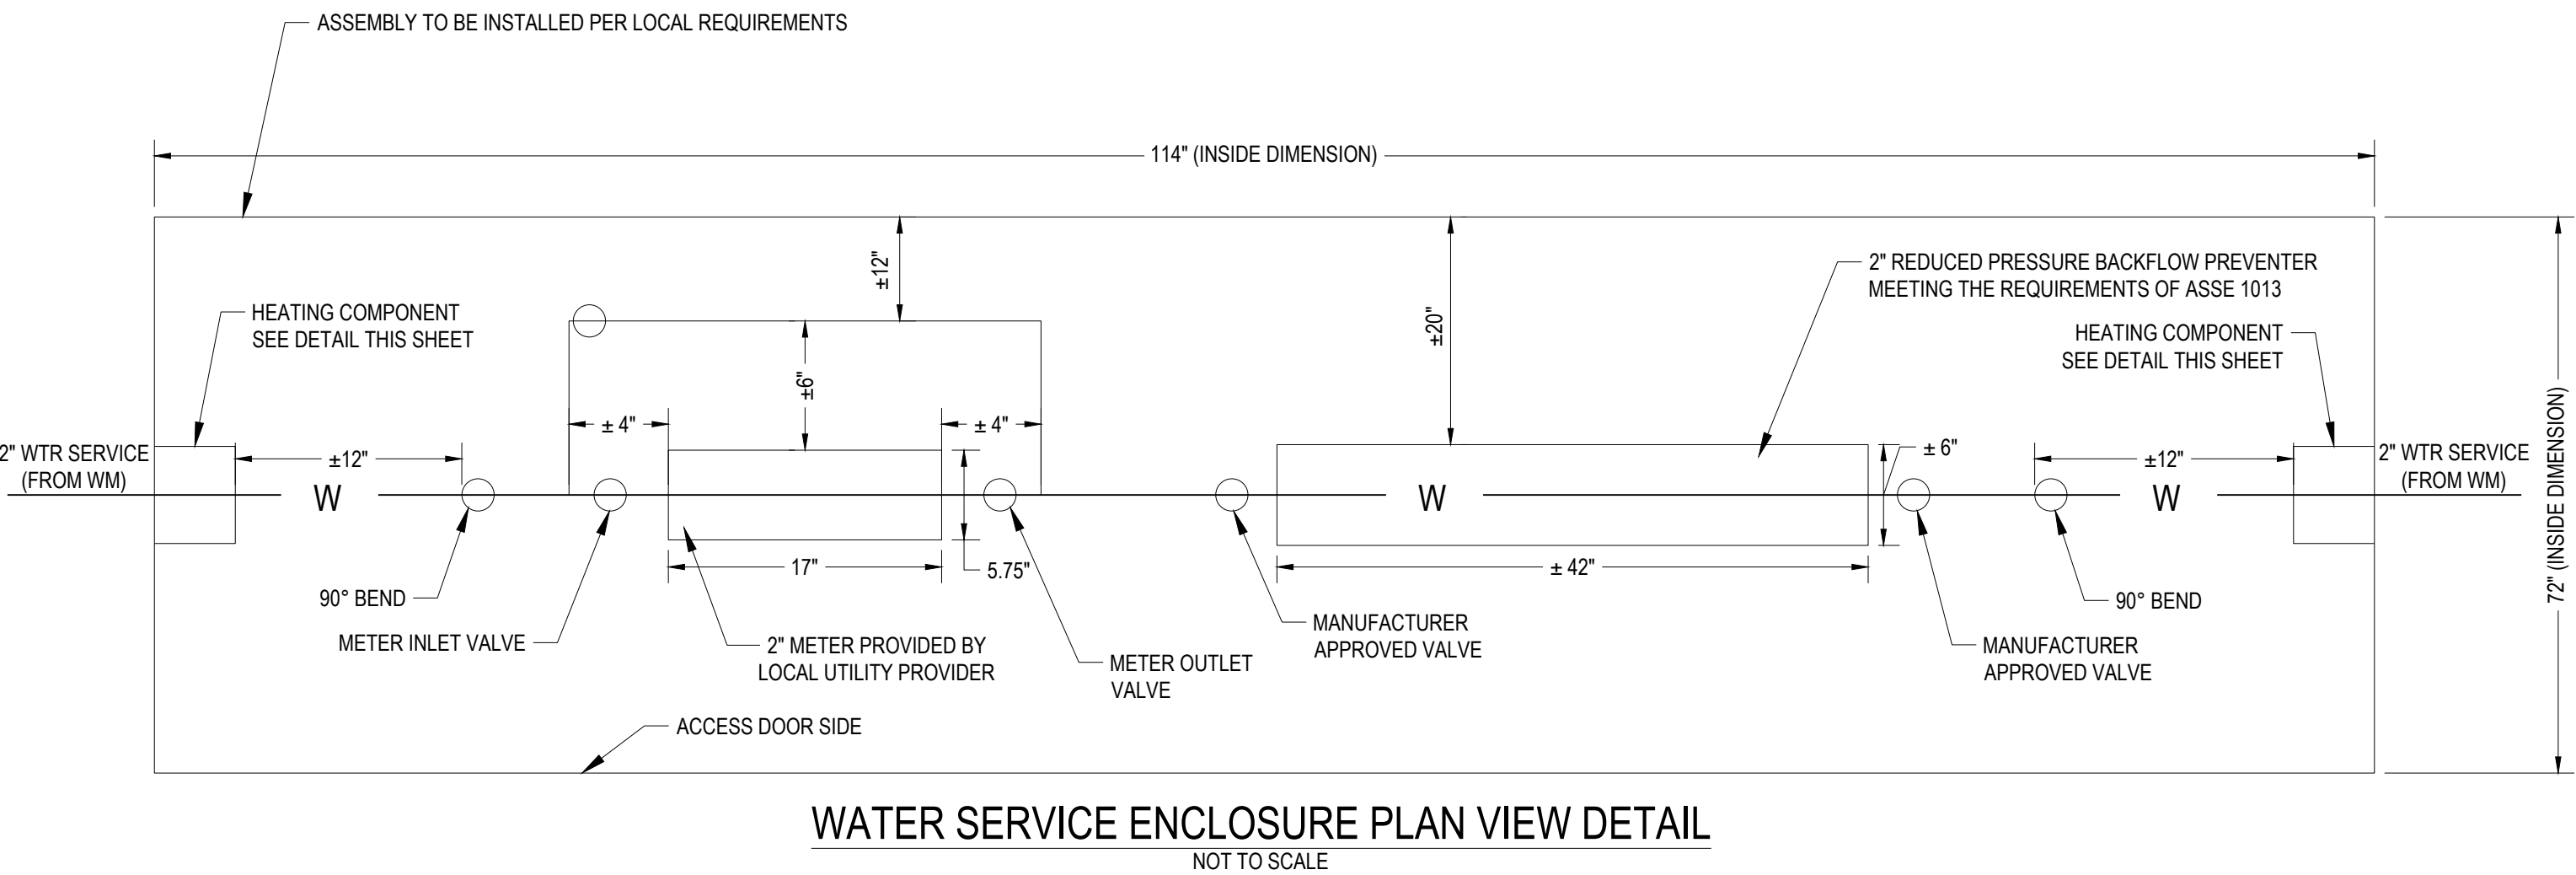 ASSEMBLY TO BE INSTALLED PER LOCAL REQUIREMENTS
114" (INSIDE DIMENSION)
±12"
±20"
2" REDUCED PRESSURE BACKFLOW PREVENTER
MEETING THE REQUIREMENTS OF ASSE 1013
HEATING COMPONENT
SEE DETAIL THIS SHEET
HEATING COMPONENT
SEE DETAIL THIS SHEET
±6"
± 4"
± 4"
2" WTR SERVICE
(FROM WM)
±12"
W
W
± 6"
±12"
W
2" WTR SERVICE
(FROM WM)
72" (INSIDE DIMENSION)
17"
5.75"
± 42"
90° BEND
METER INLET VALVE
2" METER PROVIDED BY
LOCAL UTILITY PROVIDER
METER OUTLET
VALVE
MANUFACTURER
APPROVED VALVE
90° BEND
MANUFACTURER
APPROVED VALVE
ACCESS DOOR SIDE
WATER SERVICE ENCLOSURE PLAN VIEW DETAIL
NOT TO SCALE